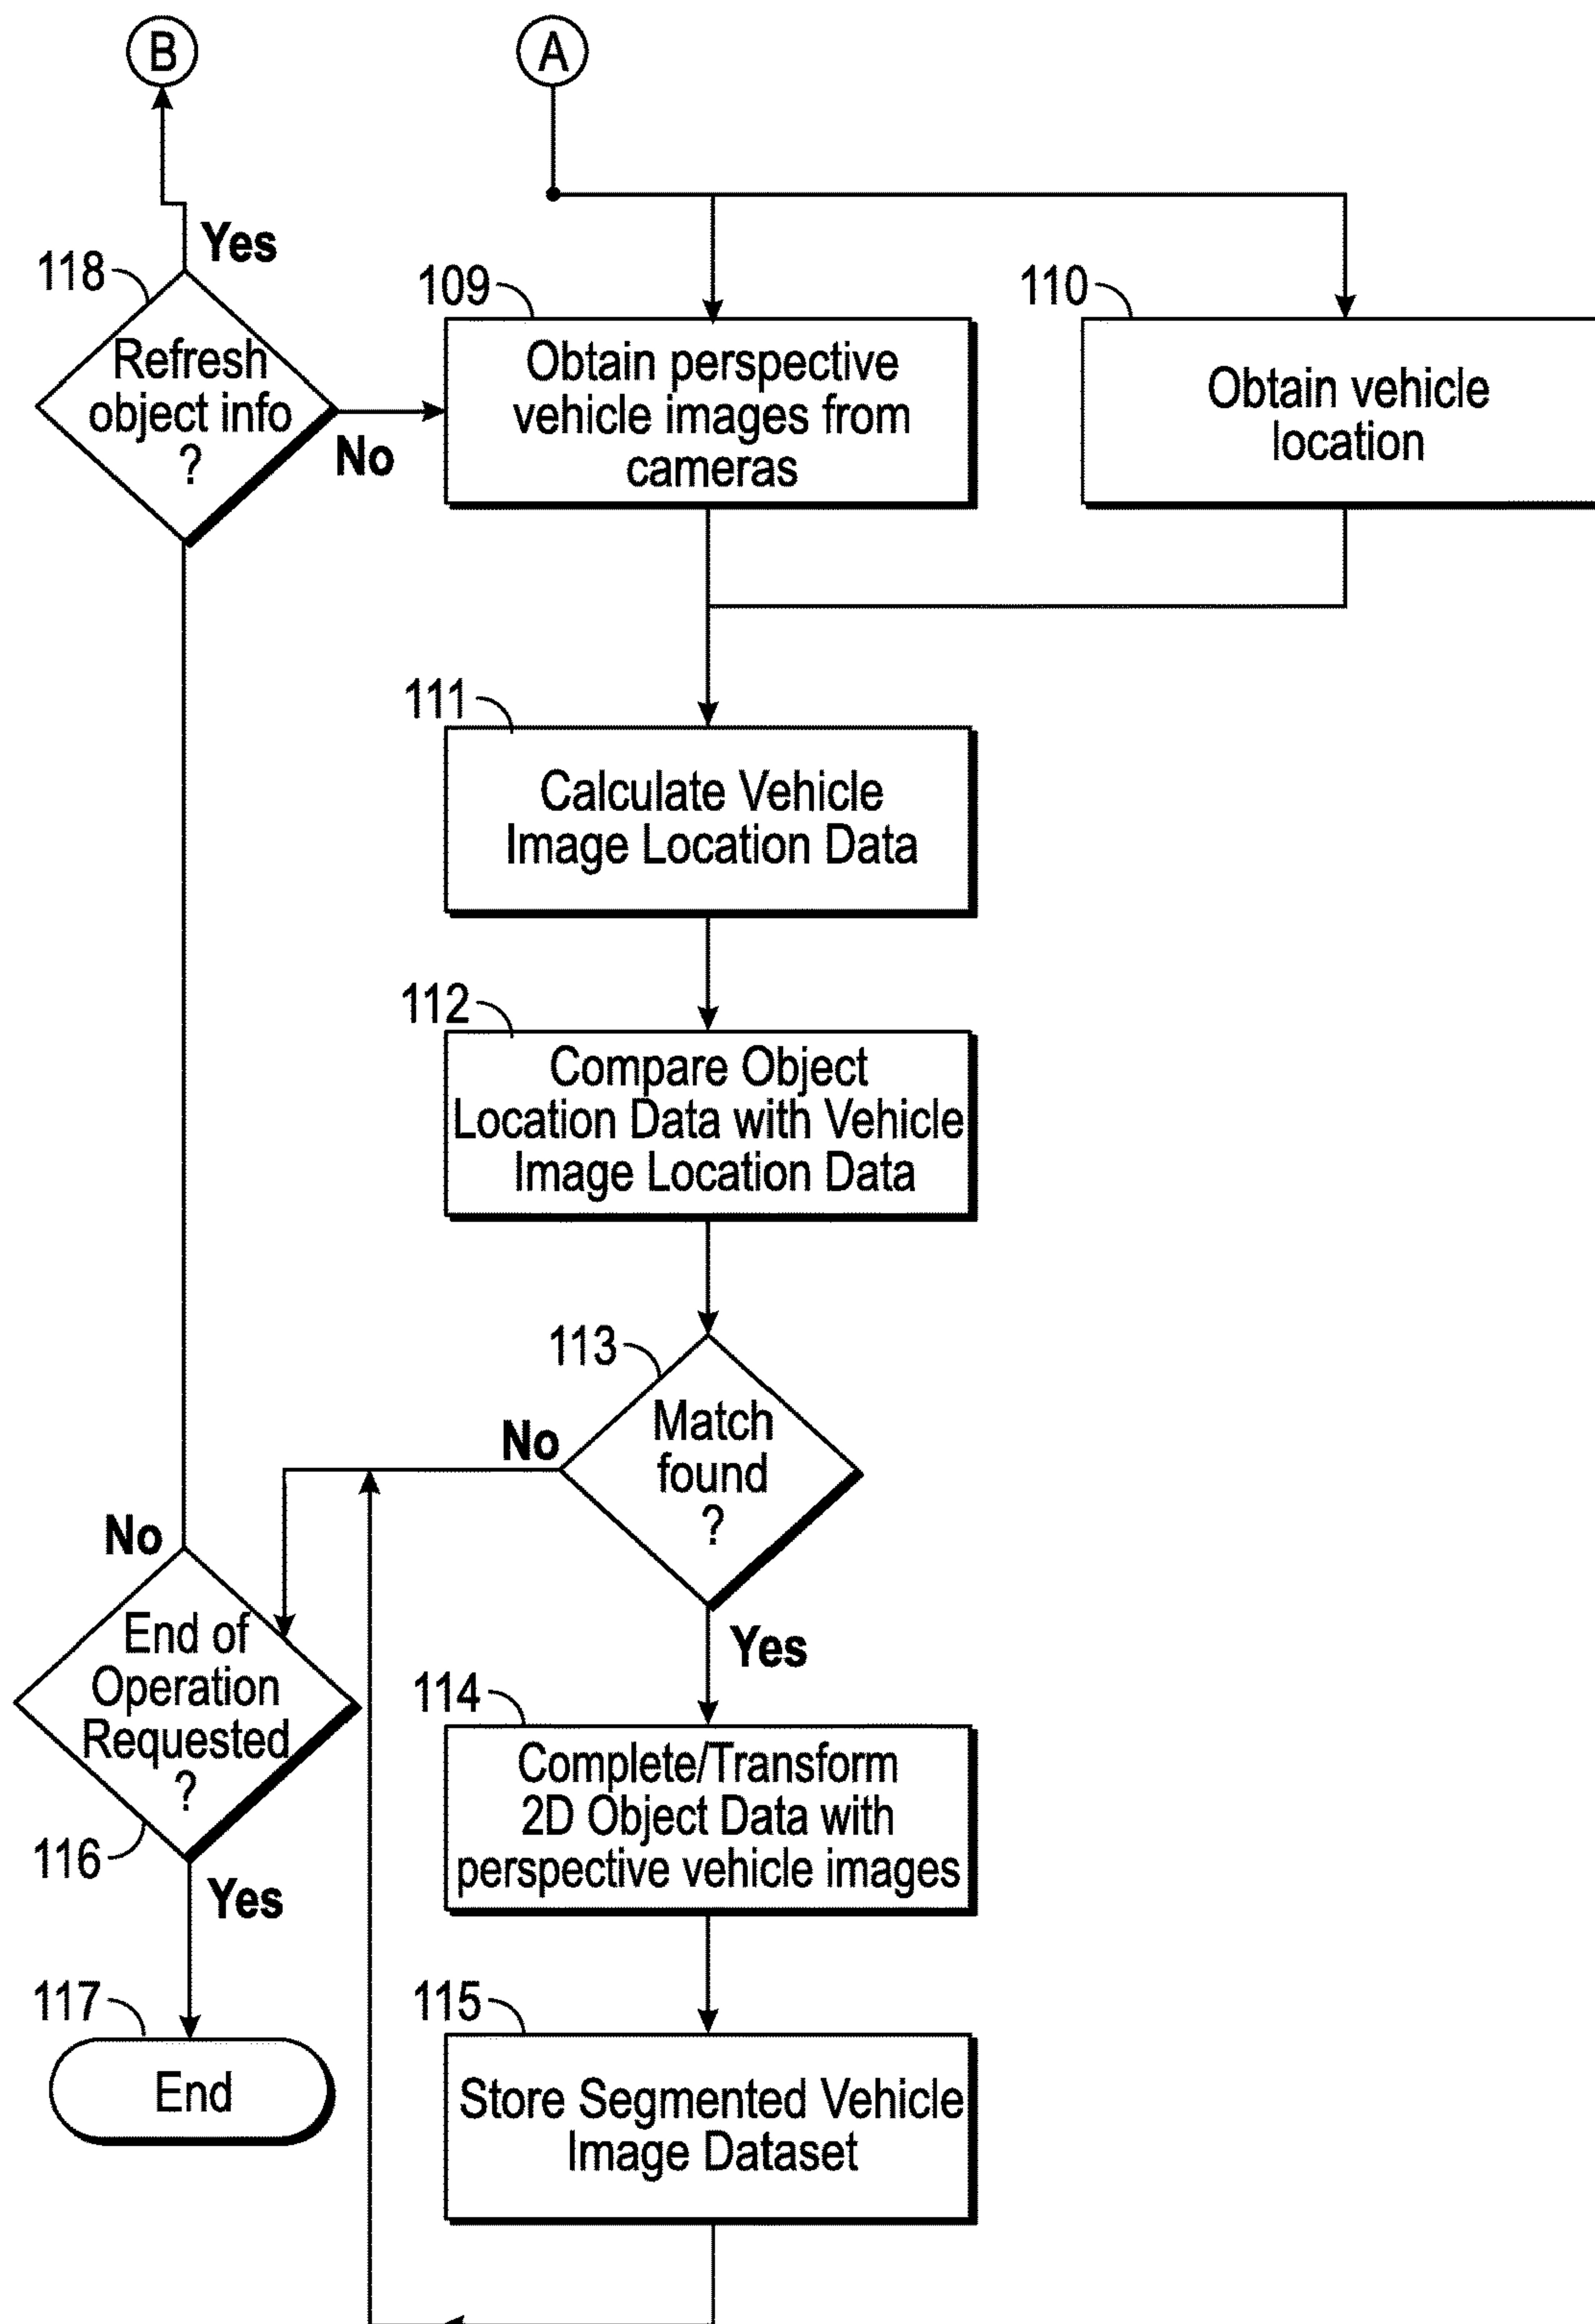 B
A
Yes
118
Refresh
object info
?
No
109
Obtain perspective
vehicle images from
cameras
110
Obtain vehicle
location
111
Calculate Vehicle
Image Location Data
112
Compare Object
Location Data with Vehicle
Image Location Data
113
Match
found
?
No
Yes
No
End of
Operation
Requested
?
116
Yes
114
Complete/Transform
2D Object Data with
perspective vehicle images
117
End
115
Store Segmented Vehicle
Image Dataset